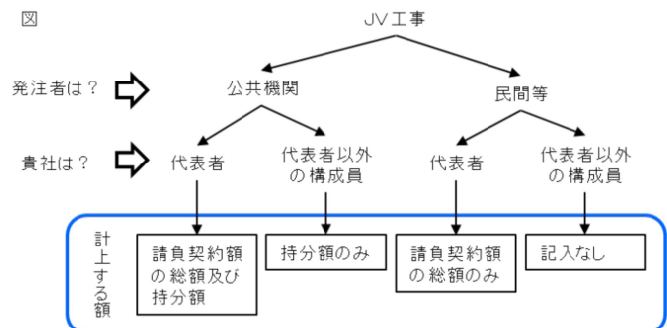 図
JV工事
発注者は？
公共機関
民間等
貴社は？
代表者
代表者以外
の構成員
代表者
代表者以外
の構成員
計上する額
請負契約額
の総額及び
持分額
持分額のみ
請負契約額
の総額のみ
記入なし